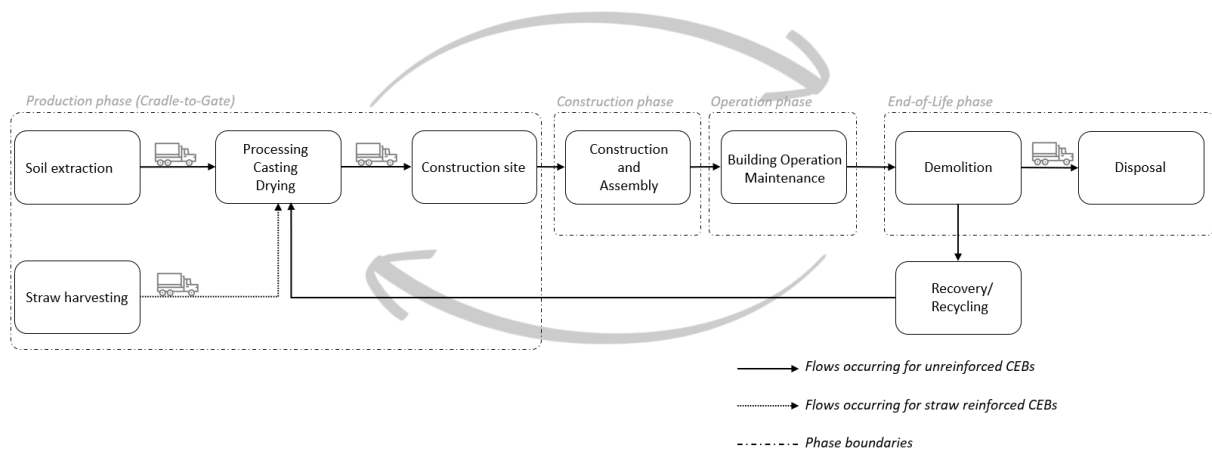 Production phase (Cradle-to-Gate)
Construction phase
Operation phase
End-of-Life phase
Soil extraction
Processing
Casting
Drying
Construction site
Construction
and
Assembly
Building Operation
Maintenance
Demolition
Disposal
Straw harvesting
Recovery/
Recycling
Flows occurring for unreinforced CEBs
Flows occurring for straw reinforced CEBs
Phase boundaries